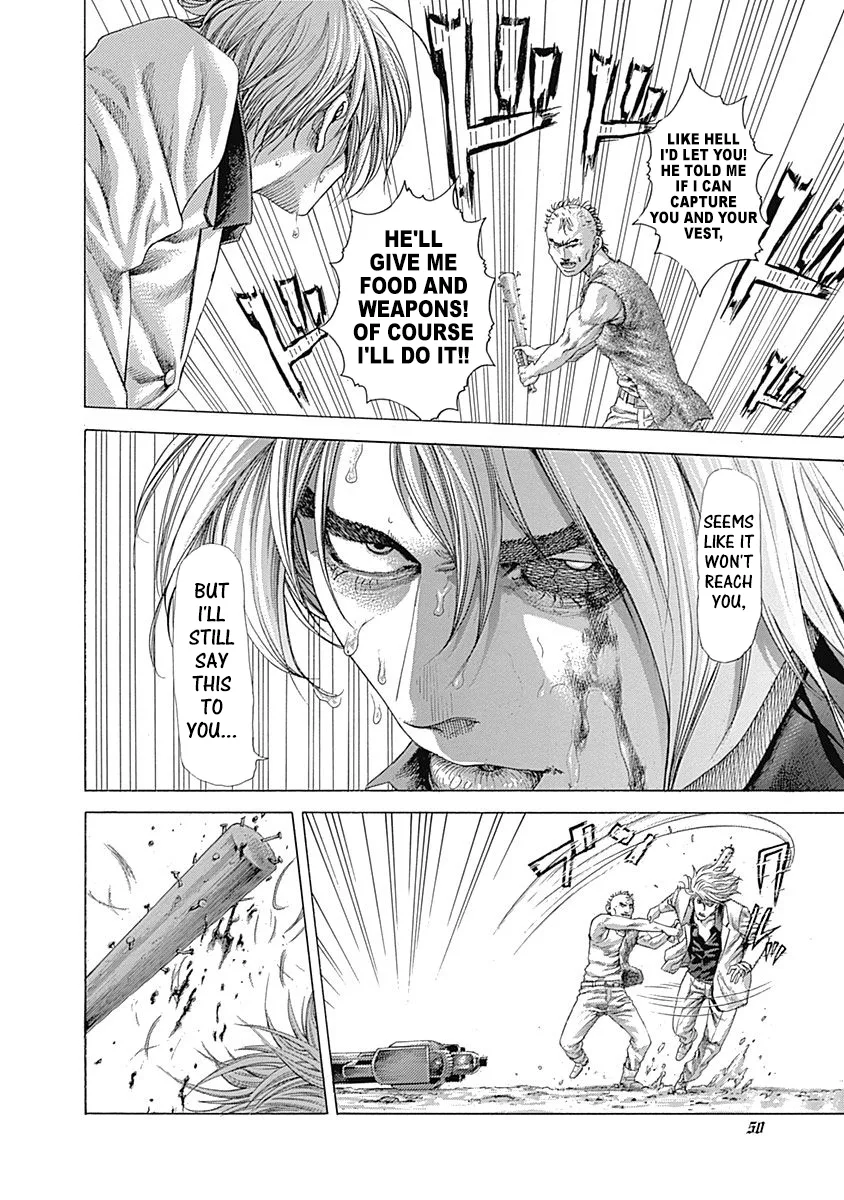 LIKE HELL
I'D LET YOU!
HE TOLD ME
IF I CAN
CAPTURE
YOU AND YOUR
VEST,
HE'LL
GIVE ME
FOOD AND
WEAPONS!
OF COURSE
I'LL DO IT!!
SEEMS
LIKE IT
WON'T
REACH
YOU,
BUT
I'LL
STILL
SAY
THIS
TO
YOU...
50